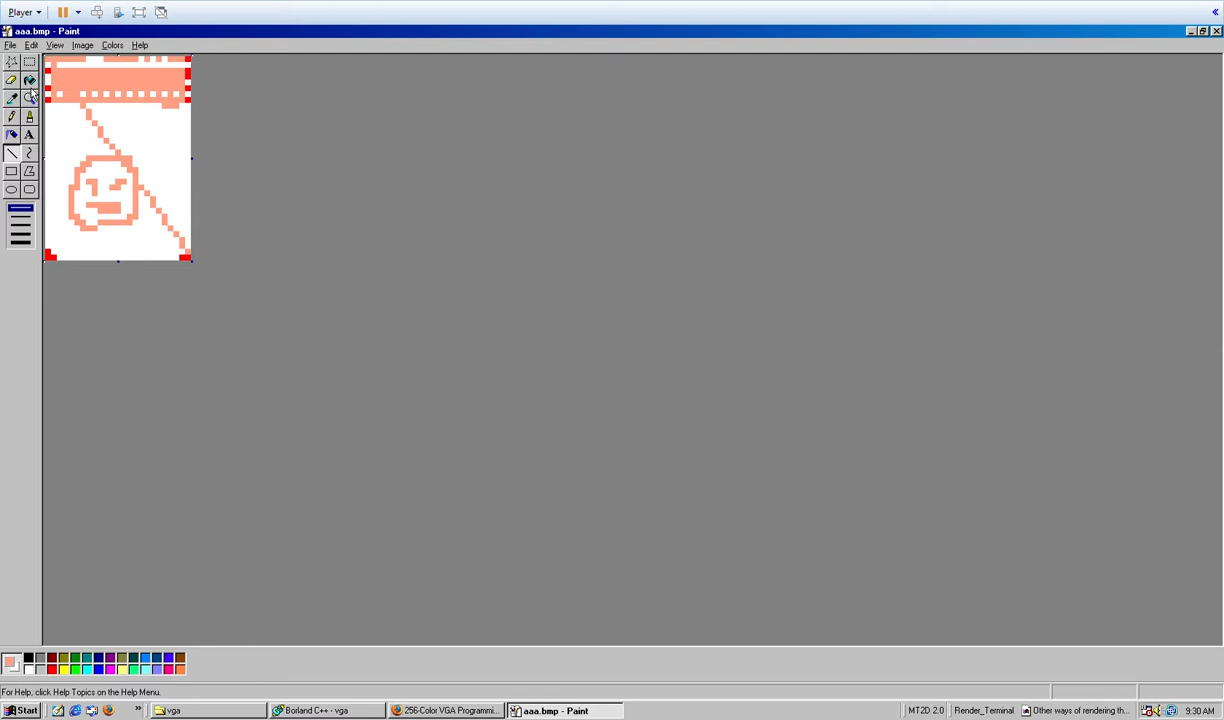 Player
«
aaa.bmp - Paint
File Edit View Image Colors Help
A
For Help, click Help Topics on the Help Menu.
Start » vga Borland C++ - vga 256-Color VGA Programmi... aaa.bmp - Paint MT2D 2.0 Render_Terminal Other ways of rendering th... 9:30 AM